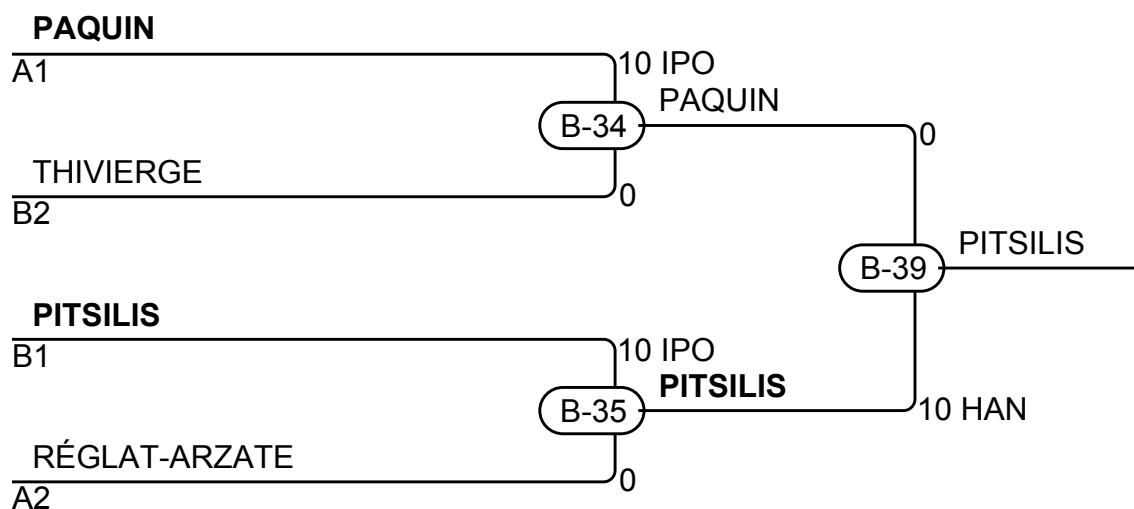 PAQUIN
A1
10 IPO
PAQUIN
B-34
0
THIVIERGE
B2
0
PITSILIS
B-39
PITSILIS
B1
10 IPO
PITSILIS
B-35
10 HAN
RÉGLAT-ARZATE
A2
0